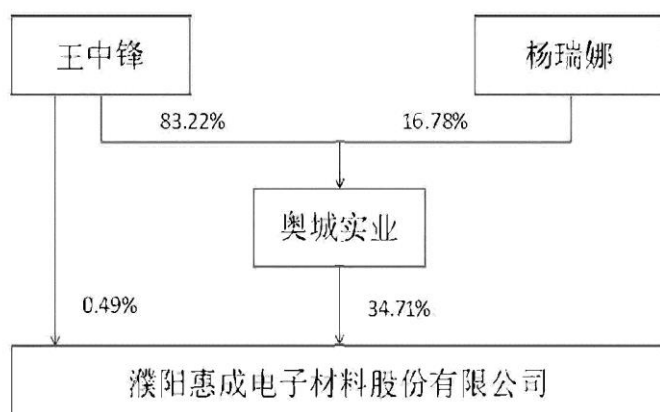 王中锋
杨瑞娜
83.22%
16.78%
奥城实业
0.49%
34.71%
濮阳惠成电子材料股份有限公司